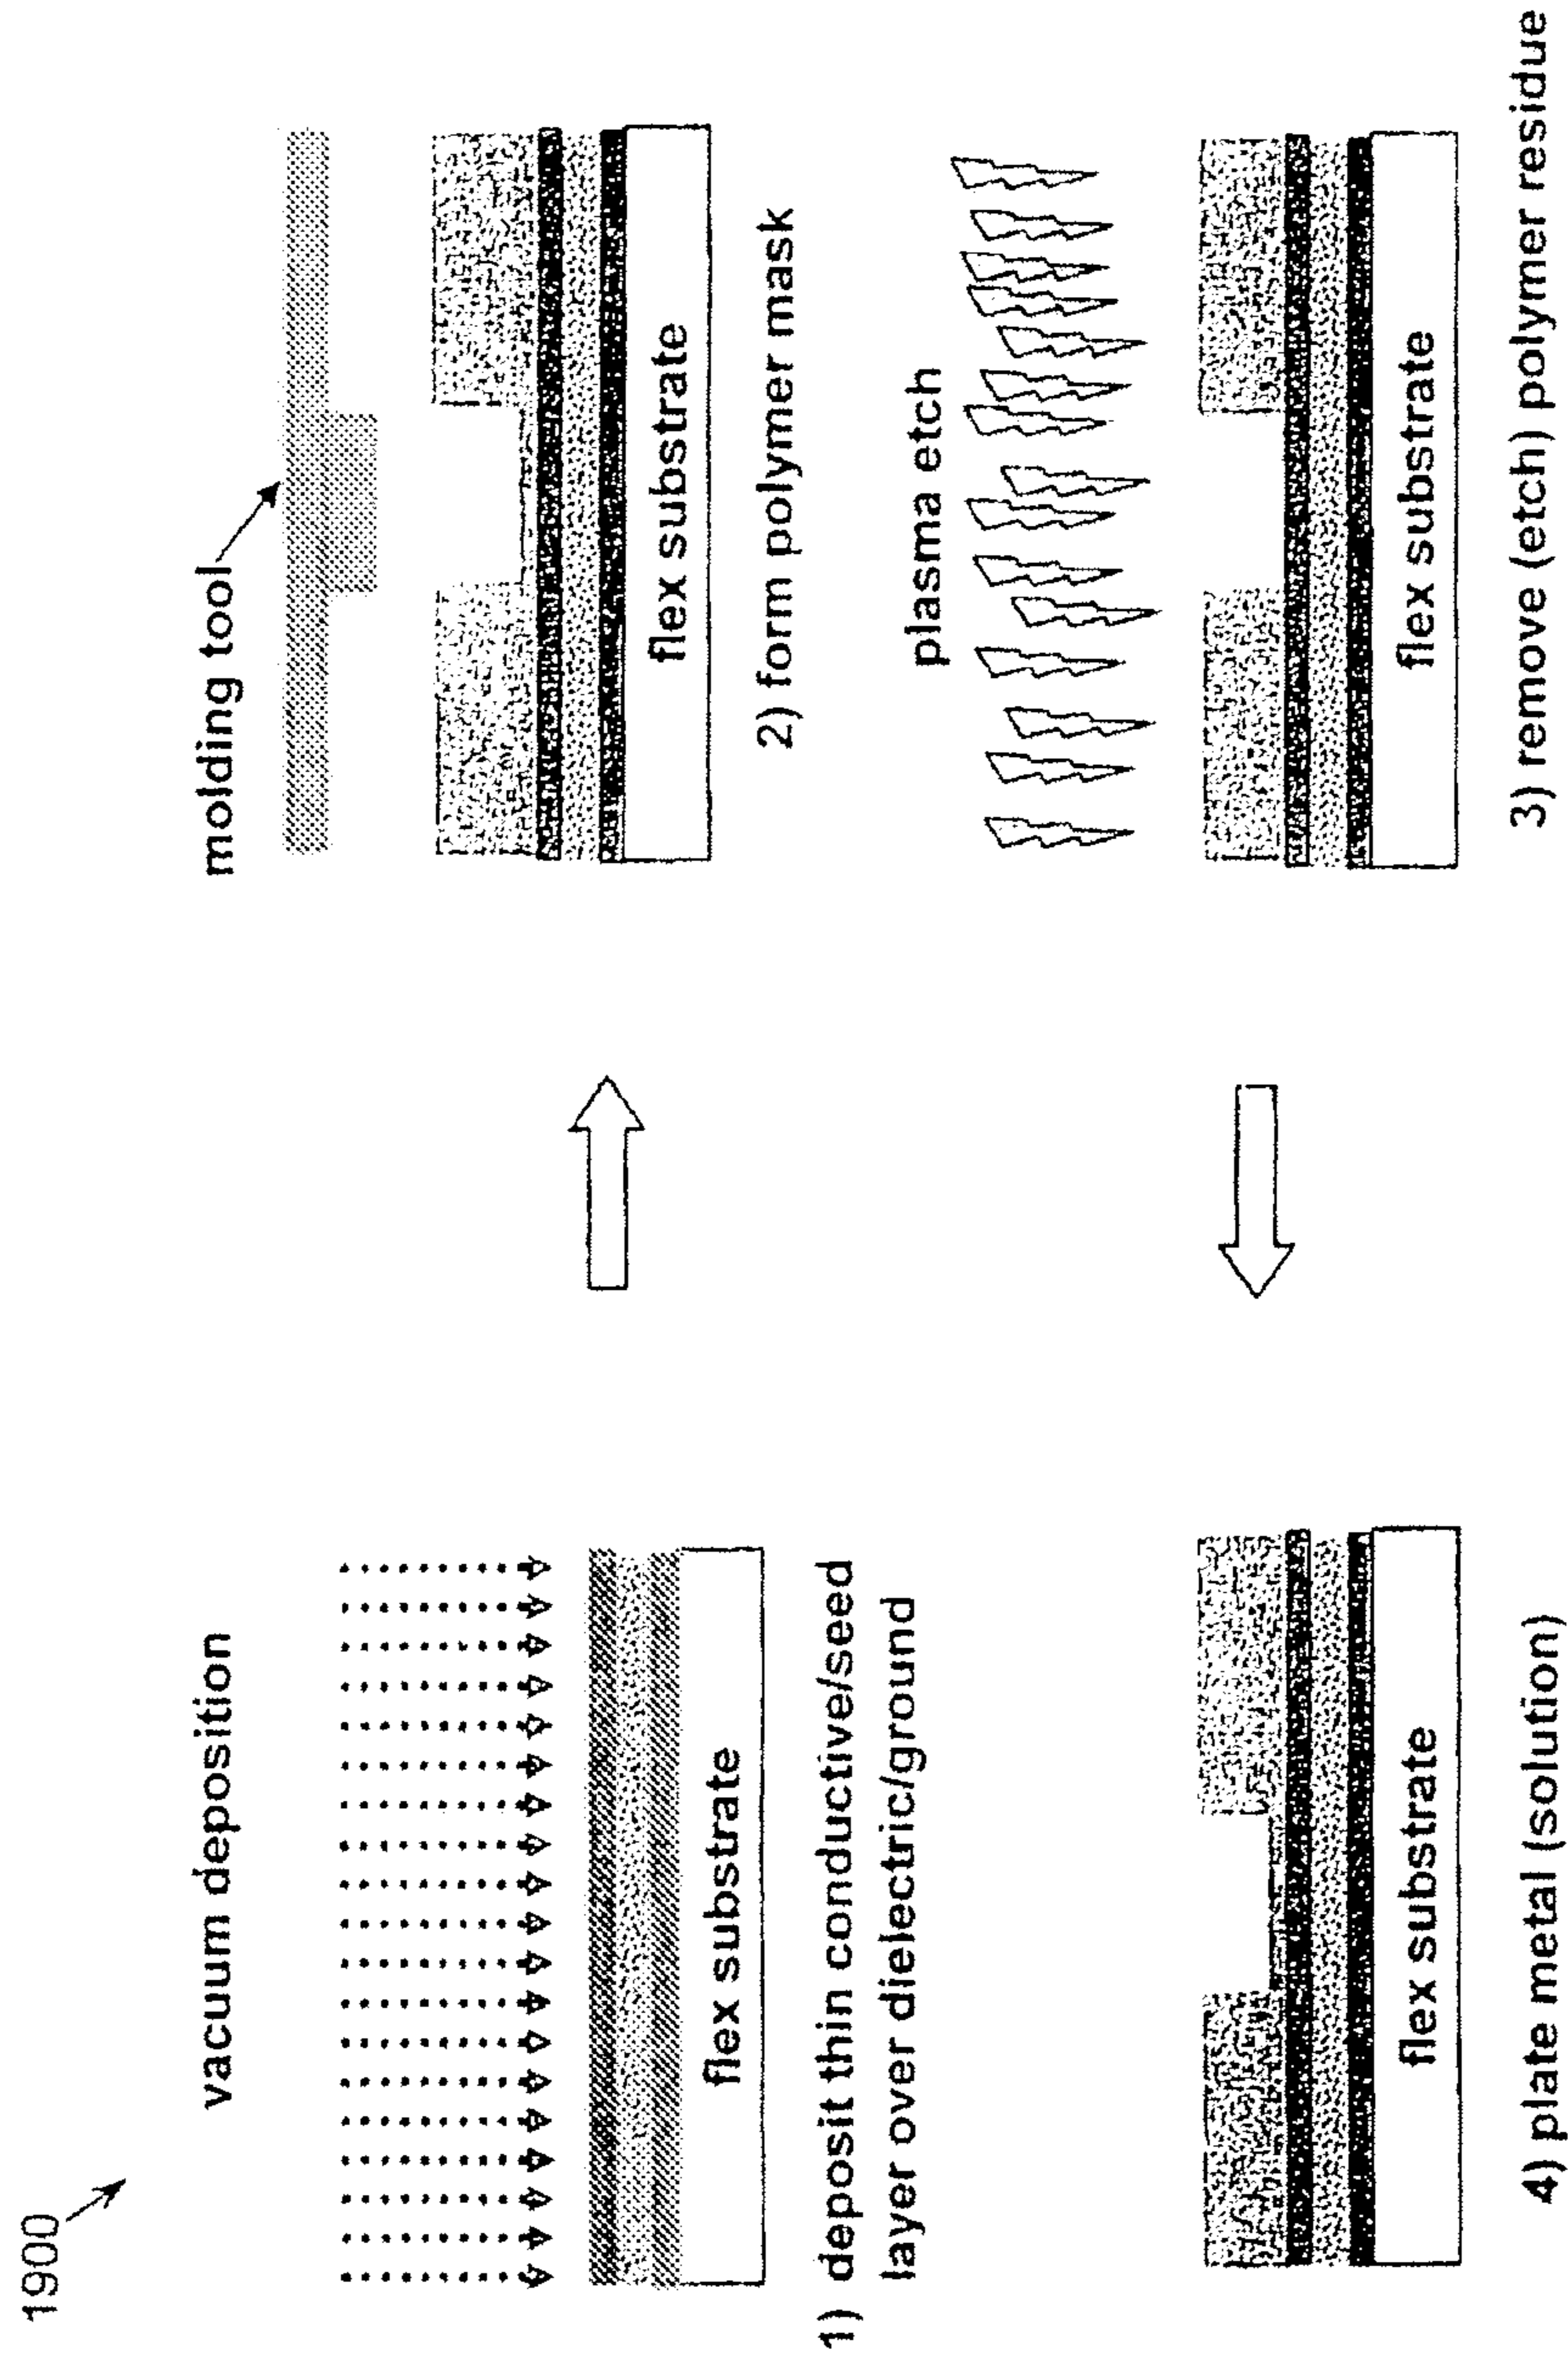 1900
vacuum deposition
flex substrate
1) deposit thin conductive/seed
layer over dielectric/ground
molding tool
flex substrate
2) form polymer mask
plasma etch
flex substrate
3) remove (etch) polymer residue
flex substrate
4) plate metal (solution)